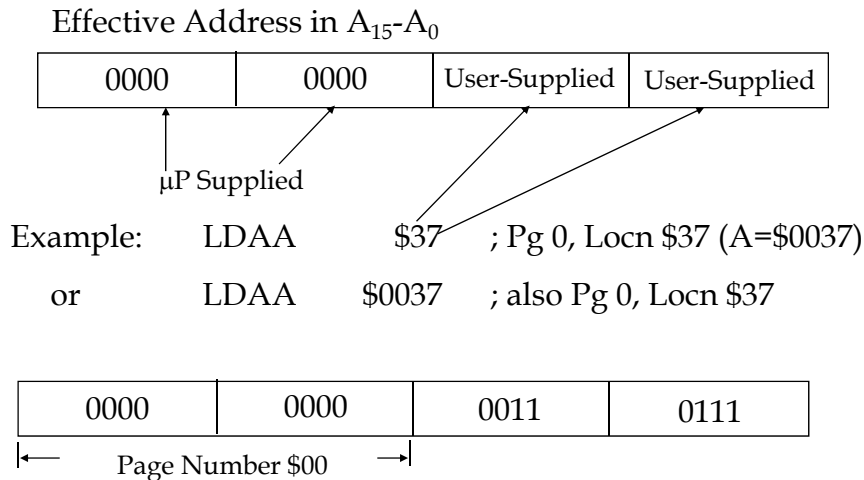 Effective Address in A₁₅-A₀
0000 0000 User-Supplied User-Supplied
μP Supplied
Example: LDAA $37 ; Pg 0, Locn $37 (A=$0037)
or LDAA $0037 ; also Pg 0, Locn $37
0000 0000 0011 0111
Page Number $00